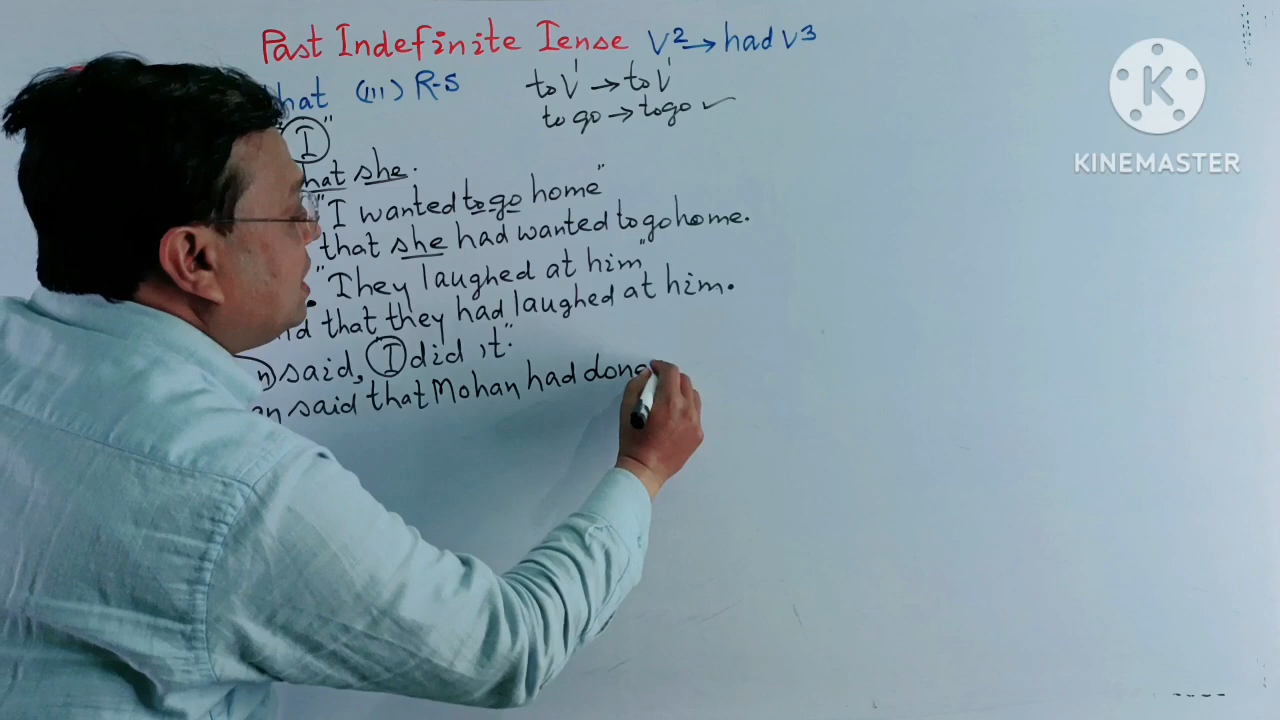 Past Indefinite Tense V2→had V3
that (III) R-S to V1 → to V1
to go → to go ✓
"I"
that she.
"I wanted to go home"
that she had wanted to go home.
"They laughed at him"
that they had laughed at him.
said, I did it".
said that Mohan had done
K
KINEMASTER